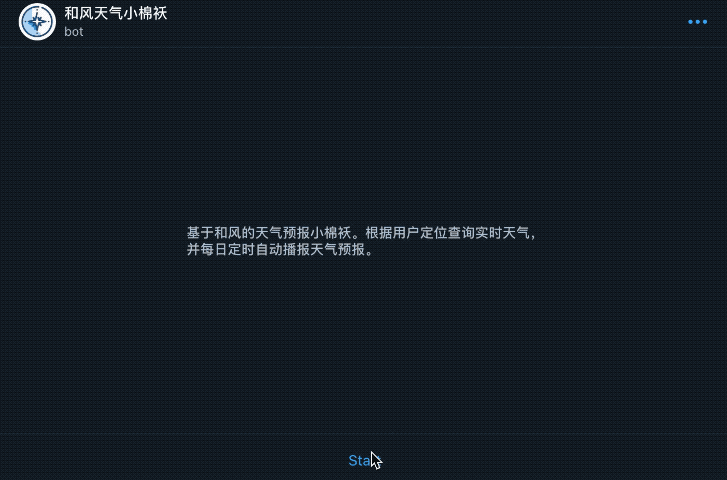 和风天气小棉袄
bot
基于和风的天气预报小棉袄。根据用户定位查询实时天气，
并每日定时自动播报天气预报。